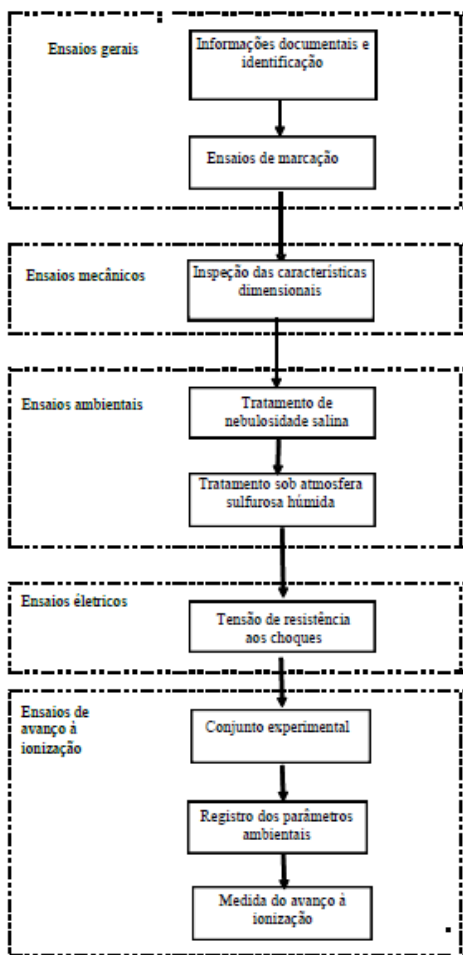 Ensaios gerais
Informações documentais e
identificação
Ensaios de marcação
Ensaios mecânicos
Inspeção das características
dimensionais
Ensaios ambientais
Tratamento de
nebulosidade salina
Tratamento sob atmosfera
sulfurosa húmida
Ensaios életricos
Tensão de resistência
aos choques
Ensaios de
avanço à
ionização
Conjunto experimental
Registro dos parâmetros
ambientais
Medida do avanço à
ionização